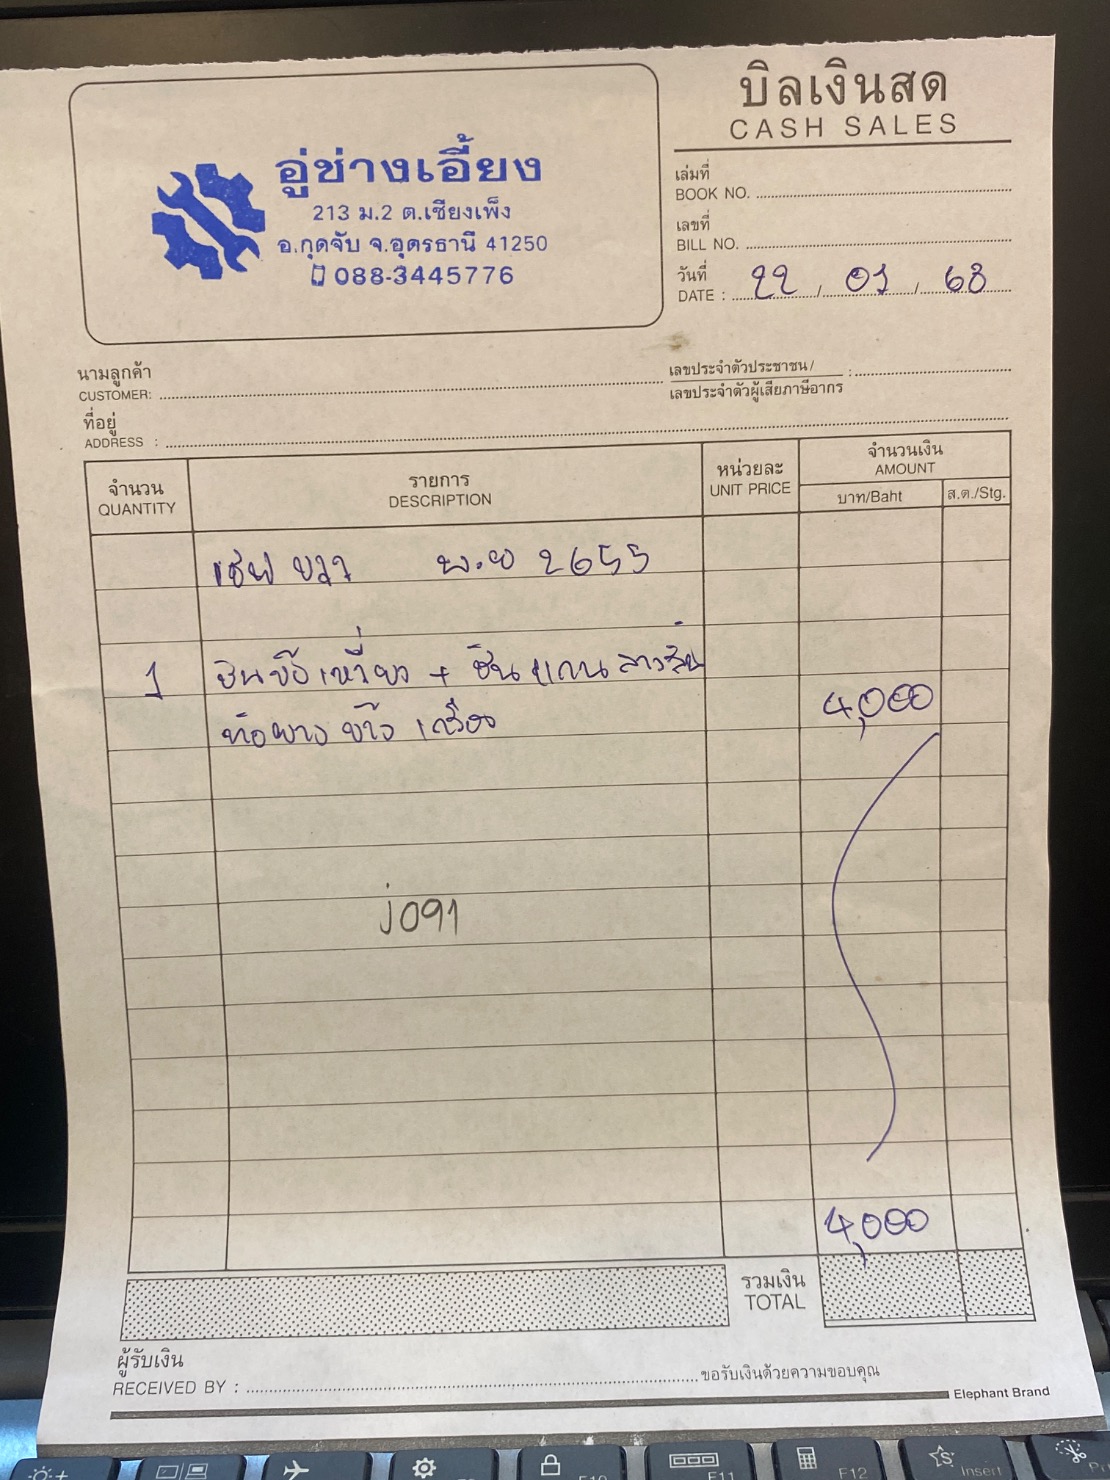 บิลเงินสด
CASH SALES
อู่ช่างเอี้ยง
213 ม.2 ต.เชียงเพ็ง
อ.กุดจับ จ.อุดรธานี 41250
088-3445776
เล่มที่
BOOK NO.
เลขที่
BILL NO.
วันที่
DATE : 22 / 01 / 68
นามลูกค้า
CUSTOMER:
เลขประจำตัวประชาชน/
เลขประจำตัวผู้เสียภาษีอากร :
ที่อยู่
ADDRESS :
จำนวน รายการ หน่วยละ จำนวนเงิน
QUANTITY DESCRIPTION UNIT PRICE AMOUNT
บาท/Baht ส.ต./Stg.
2655
1 + 4,000
j091
4,000
รวมเงิน
TOTAL
ผู้รับเงิน
RECEIVED BY : ขอรับเงินด้วยความขอบคุณ
Elephant Brand
Insert
F10 F11 F12